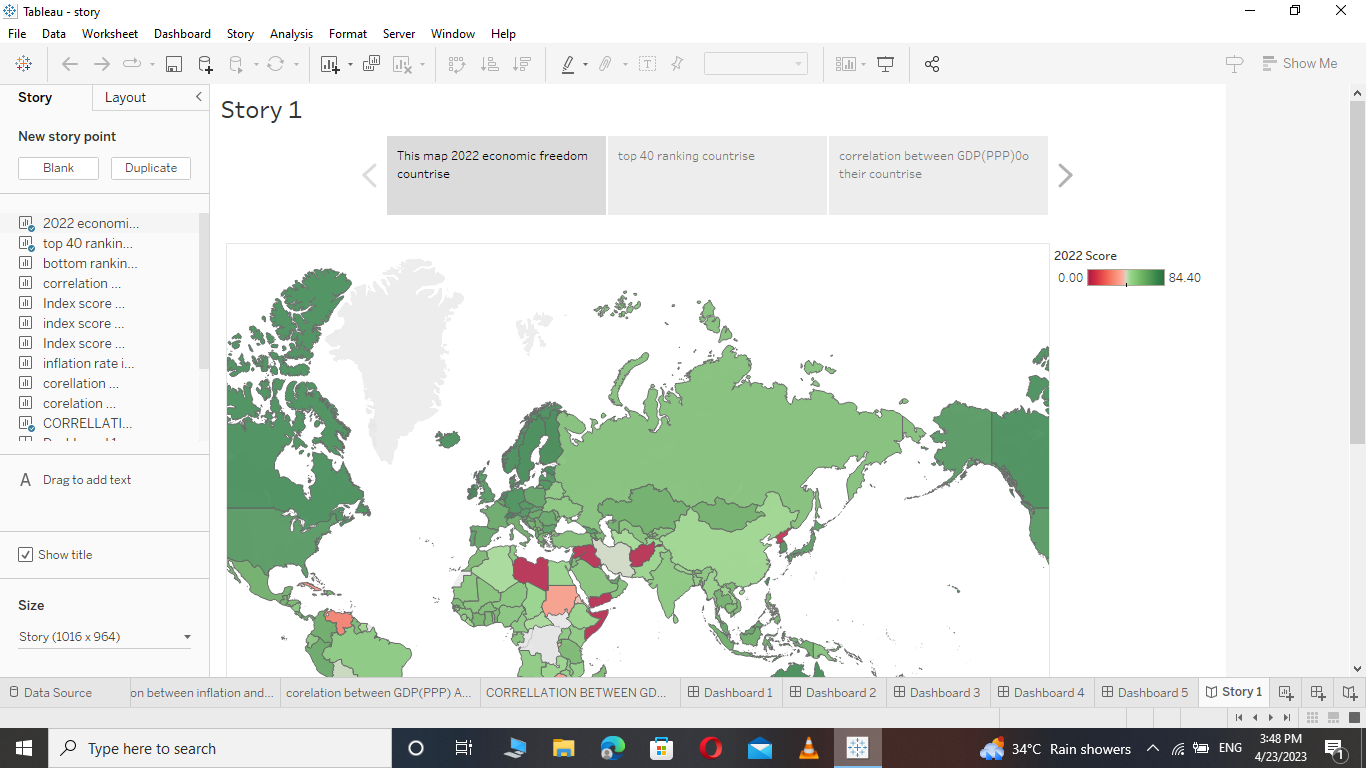 Tableau - story
File Data Worksheet Dashboard Story Analysis Format Server Window Help
Show Me
Story Layout
New story point
Blank Duplicate
2022 economi...
top 40 rankin...
bottom rankin...
correlation ...
Index score ...
index score ...
Index score ...
inflation rate i...
corellation ...
corelation ...
CORRELLATI...
A Drag to add text
Show title
Size
Story (1016 x 964)
Story 1
This map 2022 economic freedom
countrise
top 40 ranking countrise
correlation between GDP(PPP)0o
their countrise
2022 Score
0.00 84.40
Data Source on between inflation and... corelation between GDP(PPP) A... CORRELLATION BETWEEN GD... Dashboard 1 Dashboard 2 Dashboard 3 Dashboard 4 Dashboard 5 Story 1
Type here to search
34°C Rain showers
ENG
3:48 PM
4/23/2023
1